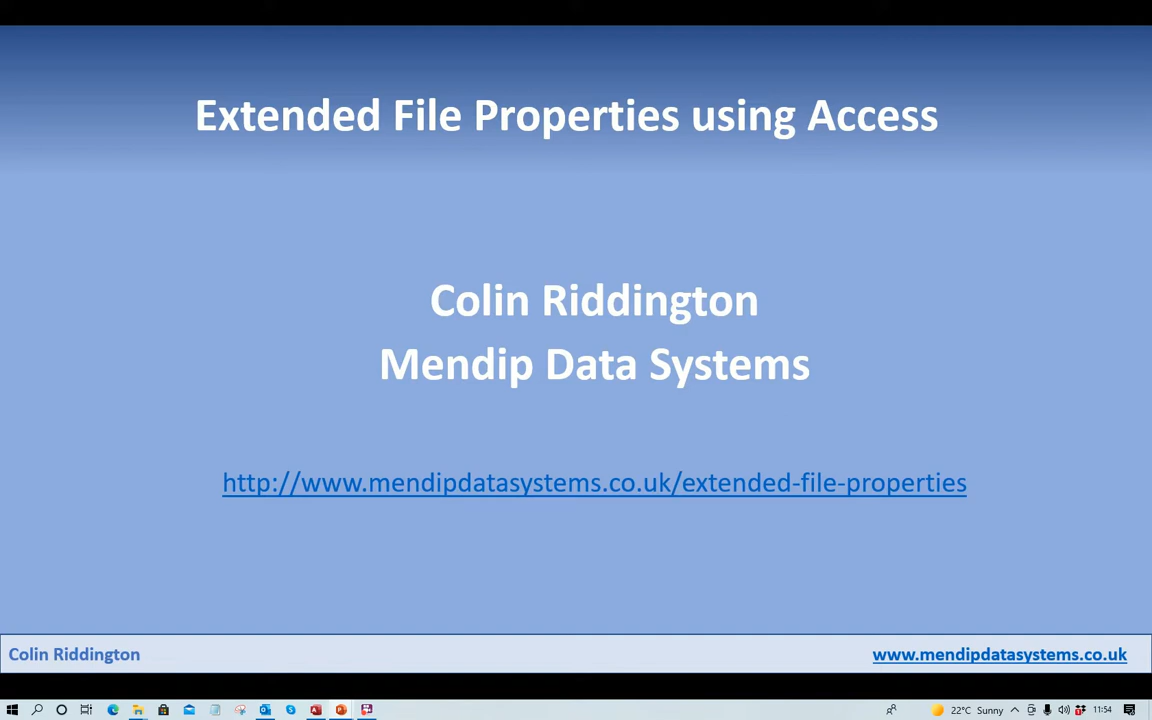 Extended File Properties using Access
Colin Riddington
Mendip Data Systems
http://www.mendipdatasystems.co.uk/extended-file-properties
Colin Riddington
www.mendipdatasystems.co.uk
22°C Sunny
11:54